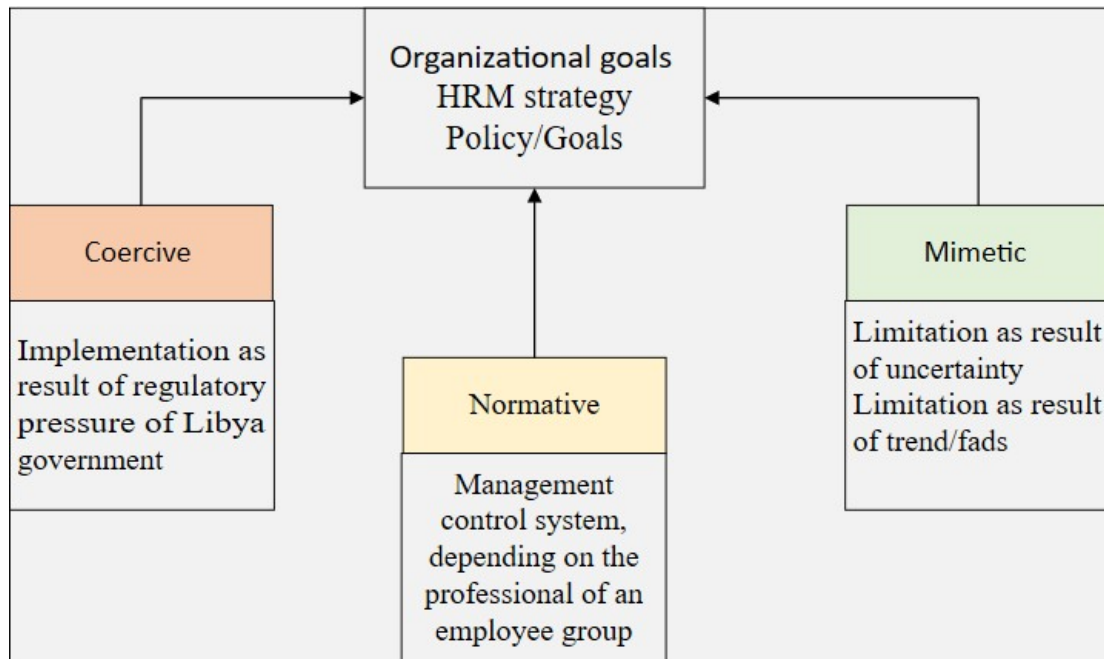 Organizational goals
HRM strategy
Policy/Goals
Coercive
Implementation as
result of regulatory
pressure of Libya
government
Normative
Management
control system,
depending on the
professional of an
employee group
Mimetic
Limitation as result
of uncertainty
Limitation as result
of trend/fads